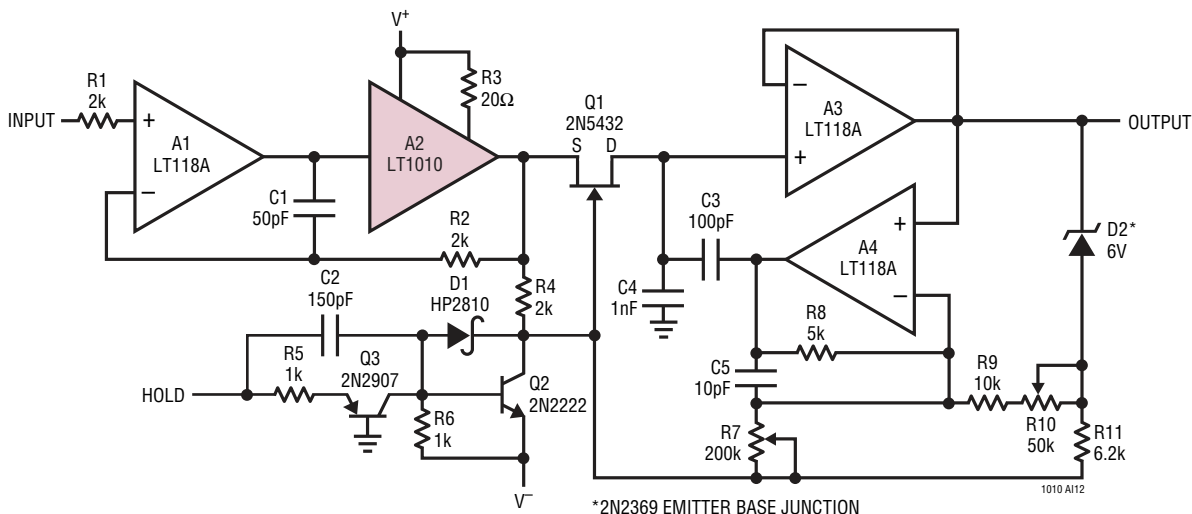 V+
R3
20Ω
R1
2k
INPUT
+
A1
LT118A
−
A2
LT1010
Q1
2N5432
S D
−
A3
LT118A
+
OUTPUT
C1
50pF
R2
2k
C3
100pF
+
A4
LT118A
−
D2*
6V
C2
150pF
D1
HP2810
R4
2k
C4
1nF
R8
5k
R5
1k
Q3
2N2907
HOLD
Q2
2N2222
C5
10pF
R9
10k
R6
1k
R7
200k
R10
50k
R11
6.2k
V−
1010 AI12
*2N2369 EMITTER BASE JUNCTION